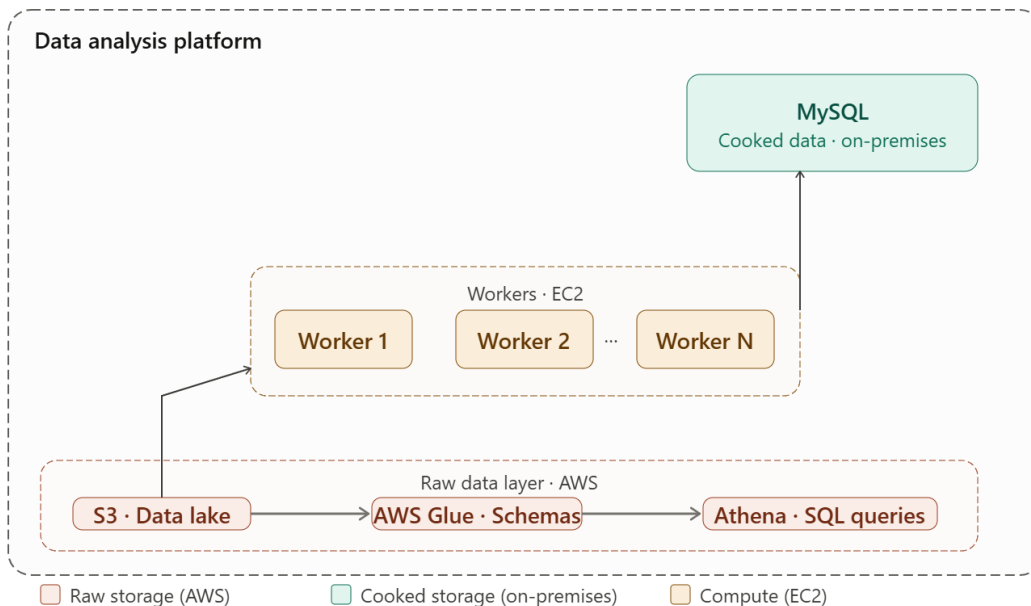 Data analysis platform
MySQL
Cooked data · on-premises
Workers · EC2
Worker 1
Worker 2
...
Worker N
Raw data layer · AWS
S3 · Data lake
AWS Glue · Schemas
Athena · SQL queries
Raw storage (AWS)
Cooked storage (on-premises)
Compute (EC2)